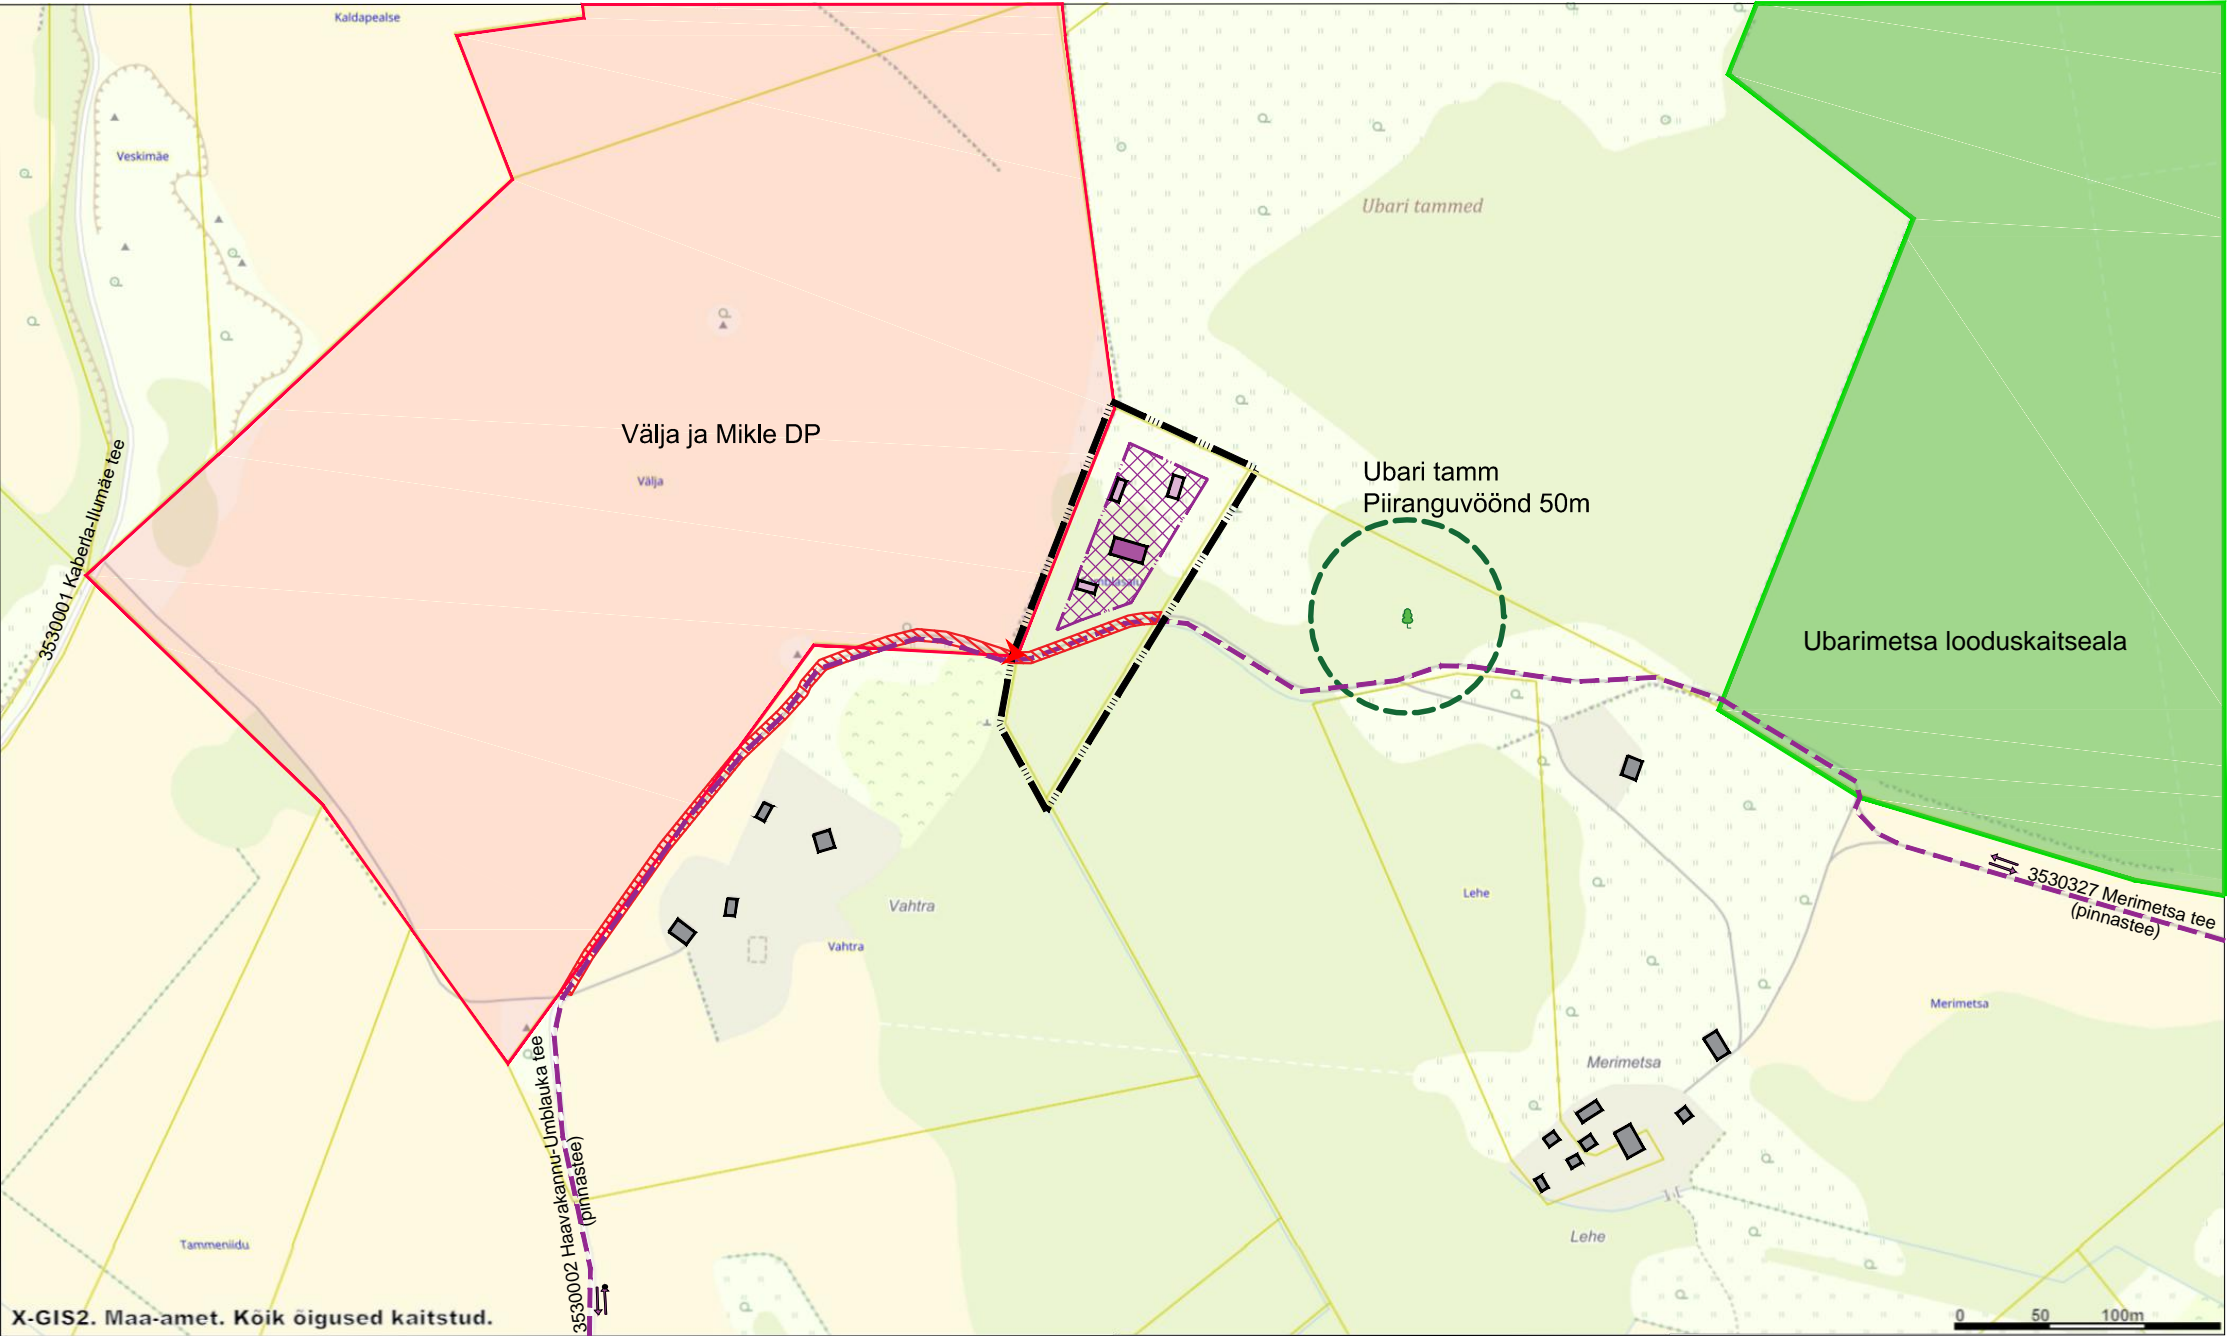 Kaldapealse
Veskimäe
Ubari tammed
Välja ja Mikle DP
Välja
Ubari tamm
Piiranguvöönd 50m
3530001 Kaberla-Ilumäe tee
Ubarimetsa looduskaitseala
Lehe
Vahtra
Vahtra
3530327 Merimetsa tee
(pinnastee)
Merimetsa
Merimetsa
3530002 Haavakannu-Umblauka tee
(pinnastee)
Lehe
Tammeniidu
X-GIS2. Maa-amet. Kõik õigused kaitstud.
0 50 100m